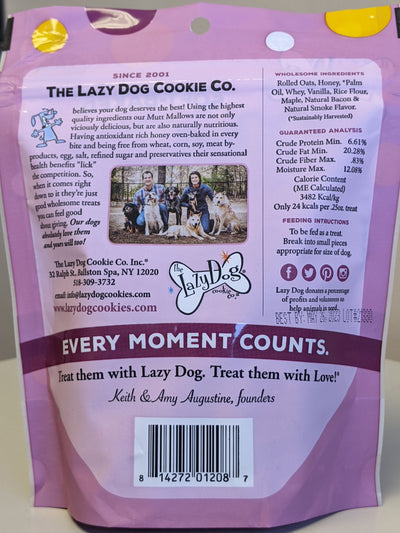 SINCE 2001
THE LAZY DOG COOKIE CO.
believes your dog deserves the best! Using the highest
quality ingredients our Mutt Mallows are not only
viciously delicious, but are also naturally nutritious.
Having antioxidant rich honey oven-baked in every
bite and being free from wheat, corn, soy, meat by-
products, egg, salt, refined sugar and preservatives their sensational
health benefits "lick"
the competition. So,
when it comes right
down to it they're just
good wholesome treats
you can feel good
about giving. Our dogs
absolutely love them
and yours will too!
The Lazy Dog Cookie Co. Inc.®
32 Ralph St. Ballston Spa, NY 12020
518-309-3732
email: info@lazydogcookies.com
www.lazydogcookies.com
The
LazyDog
cookie co.
WHOLESOME INGREDIENTS
Rolled Oats, Honey, *Palm
Oil, Whey, Vanilla, Rice Flour,
Maple, Natural Bacon &
Natural Smoke Flavor.
(*Sustainably Harvested)
GUARANTEED ANALYSIS
Crude Protein Min. 6.61%
Crude Fat Min. 20.28%
Crude Fiber Max. .83%
Moisture Max. 12.08%
Calorie Content
(ME Calculated)
3482 Kcal/kg
Only 24 kcals per .25oz. treat
FEEDING INSTRUCTIONS
To be fed as a treat.
Break into small pieces
appropriate for size of dog.
Lazy Dog donates a percentage
of profits and volunteers to
help animals in need.
BEST BY: MAY 26 2023
EVERY MOMENT COUNTS.
Treat them with Lazy Dog. Treat them with Love!®
Keith & Amy Augustine, founders
8 14272 01208 7